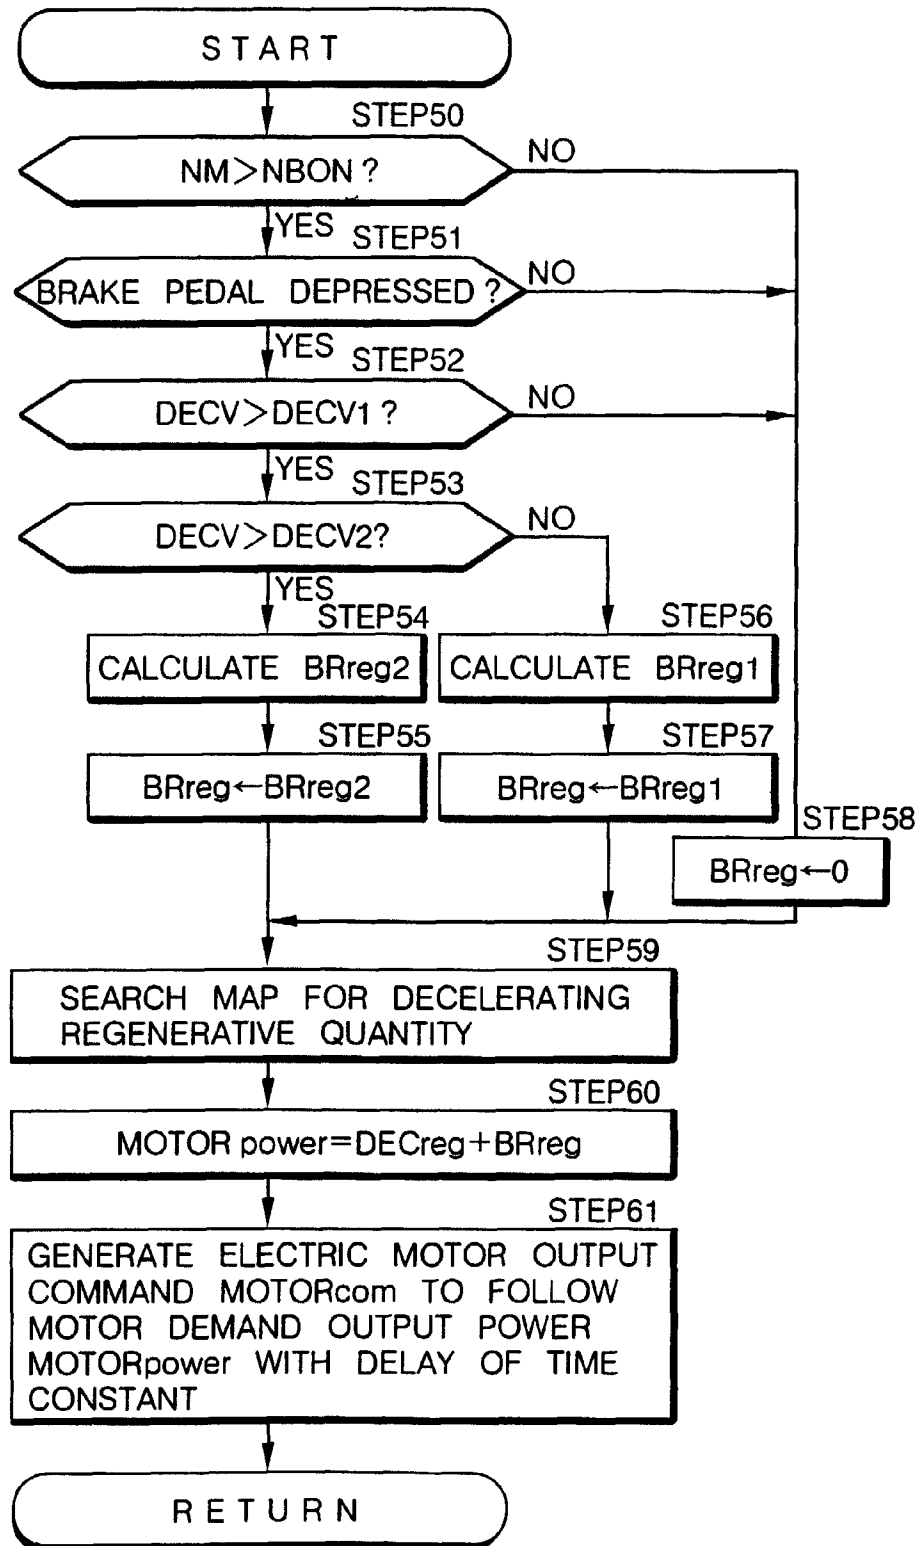 START
STEP50
NM>NBON?
NO
YES
STEP51
BRAKE PEDAL DEPRESSED?
NO
YES
STEP52
DECV>DECV1?
NO
YES
STEP53
DECV>DECV2?
NO
YES
STEP54
CALCULATE BRreg2
STEP56
CALCULATE BRreg1
STEP55
BRreg←BRreg2
STEP57
BRreg←BRreg1
STEP58
BRreg←0
STEP59
SEARCH MAP FOR DECELERATING
REGENERATIVE QUANTITY
STEP60
MOTOR power=DECreg+BRreg
STEP61
GENERATE ELECTRIC MOTOR OUTPUT
COMMAND MOTORcom TO FOLLOW
MOTOR DEMAND OUTPUT POWER
MOTORpower WITH DELAY OF TIME
CONSTANT
RETURN